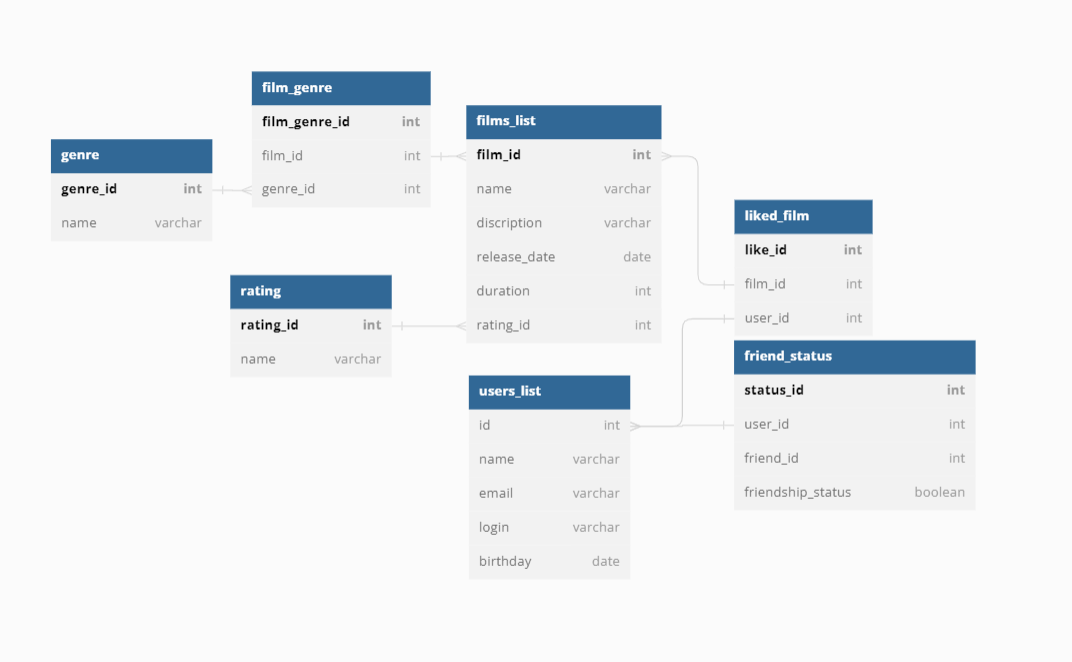 film_genre
film_genre_id int
film_id int
genre_id int
genre
genre_id int
name varchar
films_list
film_id int
name varchar
discription varchar
release_date date
duration int
rating_id int
liked_film
like_id int
film_id int
user_id int
rating
rating_id int
name varchar
friend_status
status_id int
user_id int
friend_id int
friendship_status boolean
users_list
id int
name varchar
email varchar
login varchar
birthday date